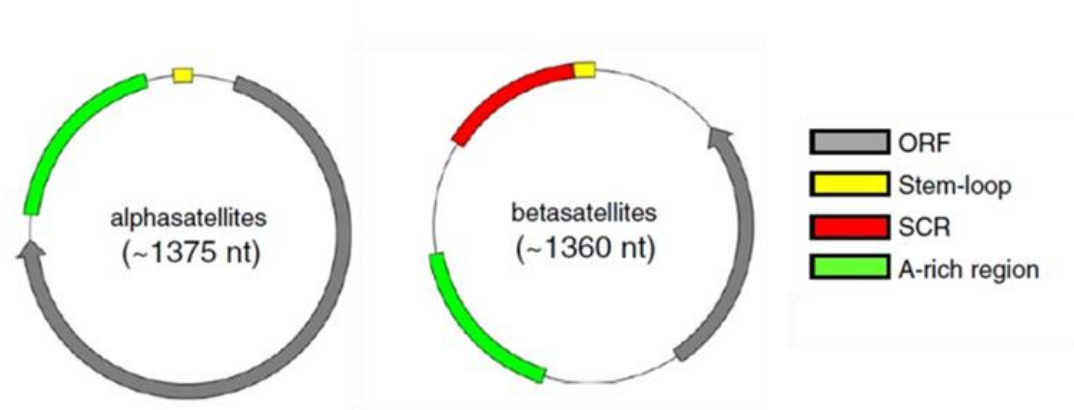 alphasatellites
(~1375 nt)
betasatellites
(~1360 nt)
ORF
Stem-loop
SCR
A-rich region